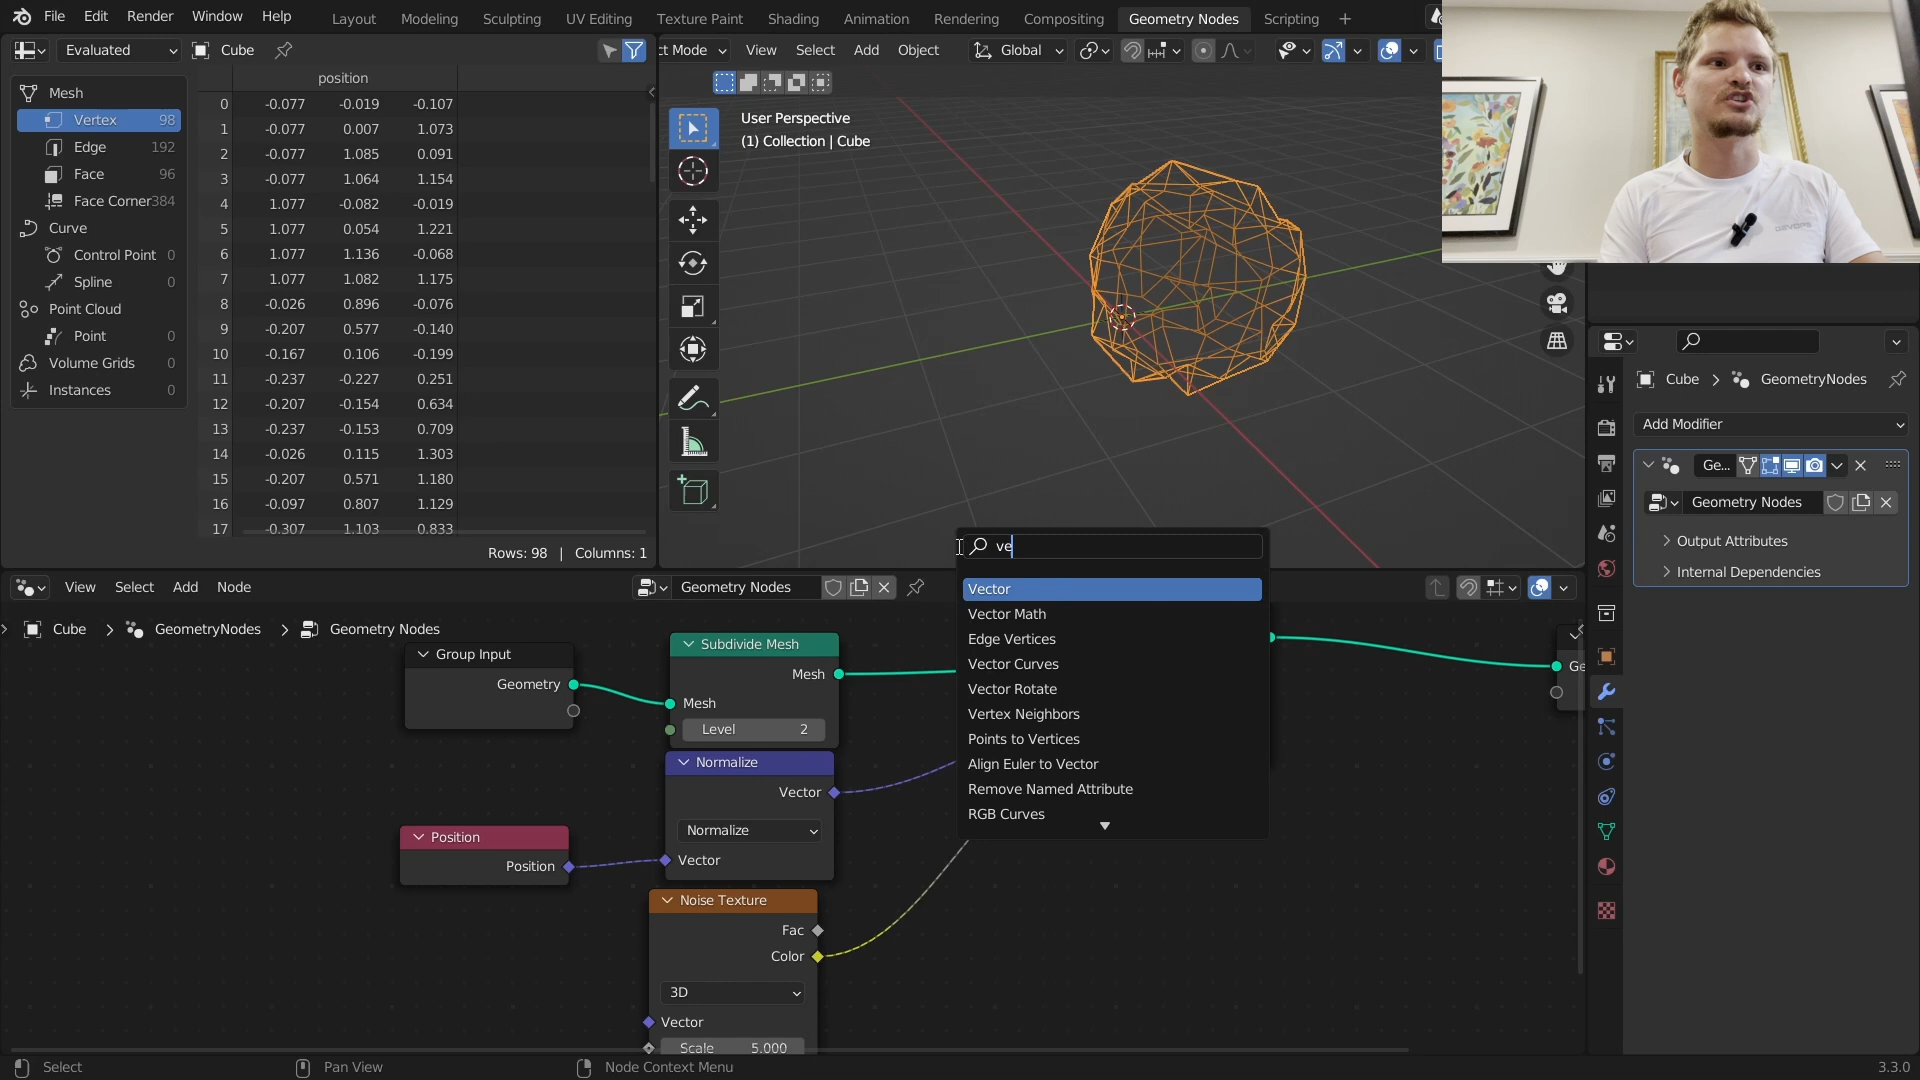 File Edit Render Window Help Layout Modeling Sculpting UV Editing Texture Paint Shading Animation Rendering Compositing Geometry Nodes Scripting +
Evaluated Cube
ct Mode View Select Add Object Global
position
Mesh
Vertex 98
Edge 192
Face 96
Face Corner 384
Curve
Control Point 0
Spline 0
Point Cloud
Point 0
Volume Grids 0
Instances 0
0 -0.077 -0.019 -0.107
1 -0.077 0.007 1.073
2 -0.077 1.085 0.091
3 -0.077 1.064 1.154
4 1.077 -0.082 -0.019
5 1.077 0.054 1.221
6 1.077 1.136 -0.068
7 1.077 1.082 1.175
8 -0.026 0.896 -0.076
9 -0.207 0.577 -0.140
10 -0.167 0.106 -0.199
11 -0.237 -0.227 0.251
12 -0.207 -0.154 0.634
13 -0.237 -0.153 0.709
14 -0.026 0.115 1.303
15 -0.207 0.571 1.180
16 -0.097 0.807 1.129
17 -0.307 1.103 0.833
Rows: 98 | Columns: 1
User Perspective
(1) Collection | Cube
Cube > GeometryNodes
Add Modifier
Ge...
Geometry Nodes
Output Attributes
Internal Dependencies
View Select Add Node Geometry Nodes
Cube > GeometryNodes > Geometry Nodes
Group Input
Geometry
Subdivide Mesh
Mesh
Mesh
Level 2
Normalize
Vector
Normalize
Vector
Position
Position
Noise Texture
Fac
Color
3D
Vector
Scale 5.000
ve
Vector
Vector Math
Edge Vertices
Vector Curves
Vector Rotate
Vertex Neighbors
Points to Vertices
Align Euler to Vector
Remove Named Attribute
RGB Curves
Ge
Select Pan View Node Context Menu 3.3.0